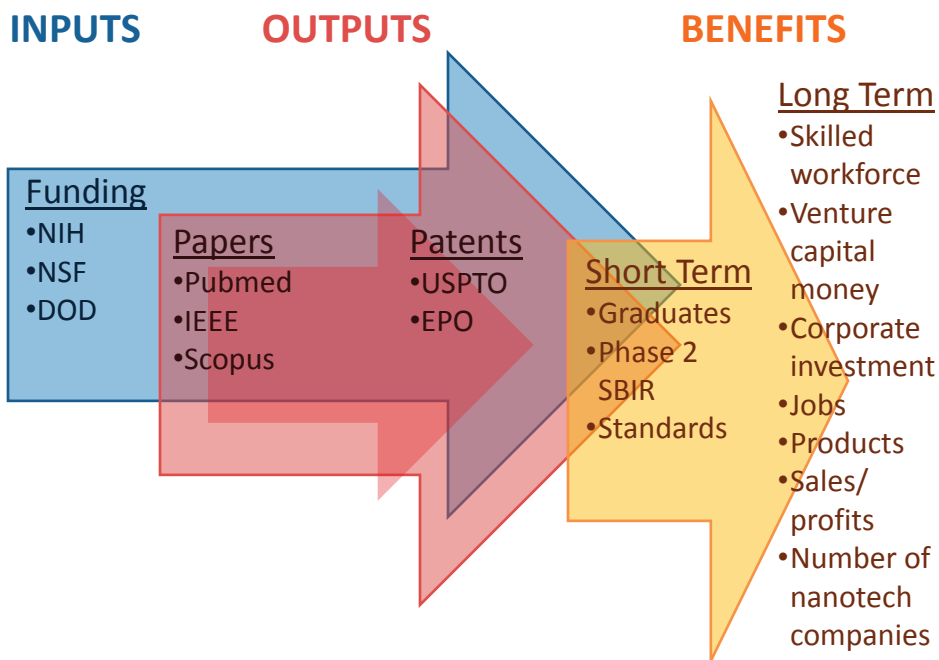 INPUTS
OUTPUTS
BENEFITS
Funding
•NIH
•NSF
•DOD
Papers
•Pubmed
•IEEE
•Scopus
Patents
•USPTO
•EPO
Short Term
•Graduates
•Phase 2
SBIR
•Standards
Long Term
•Skilled
workforce
•Venture
capital
money
•Corporate
investment
•Jobs
•Products
•Sales/
profits
•Number of
nanotech
companies